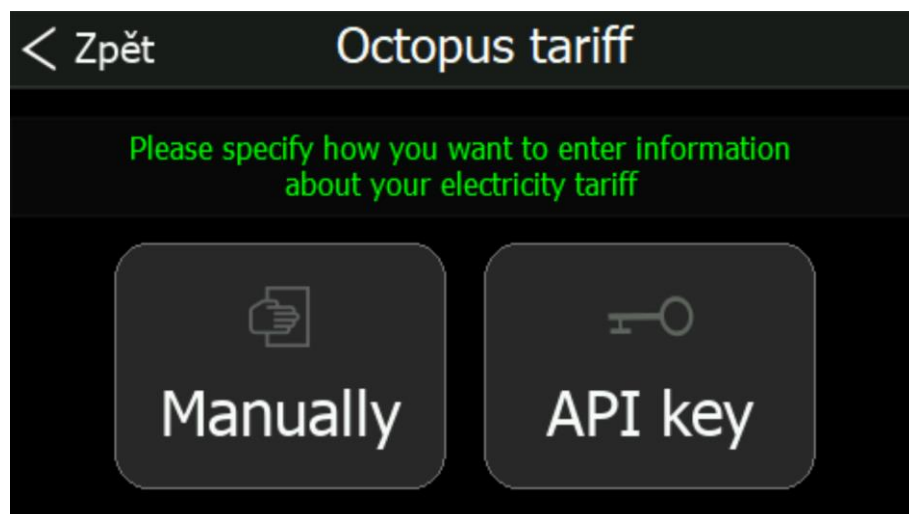 Zpět
Octopus tariff
Please specify how you want to enter information
about your electricity tariff
Manually
API key